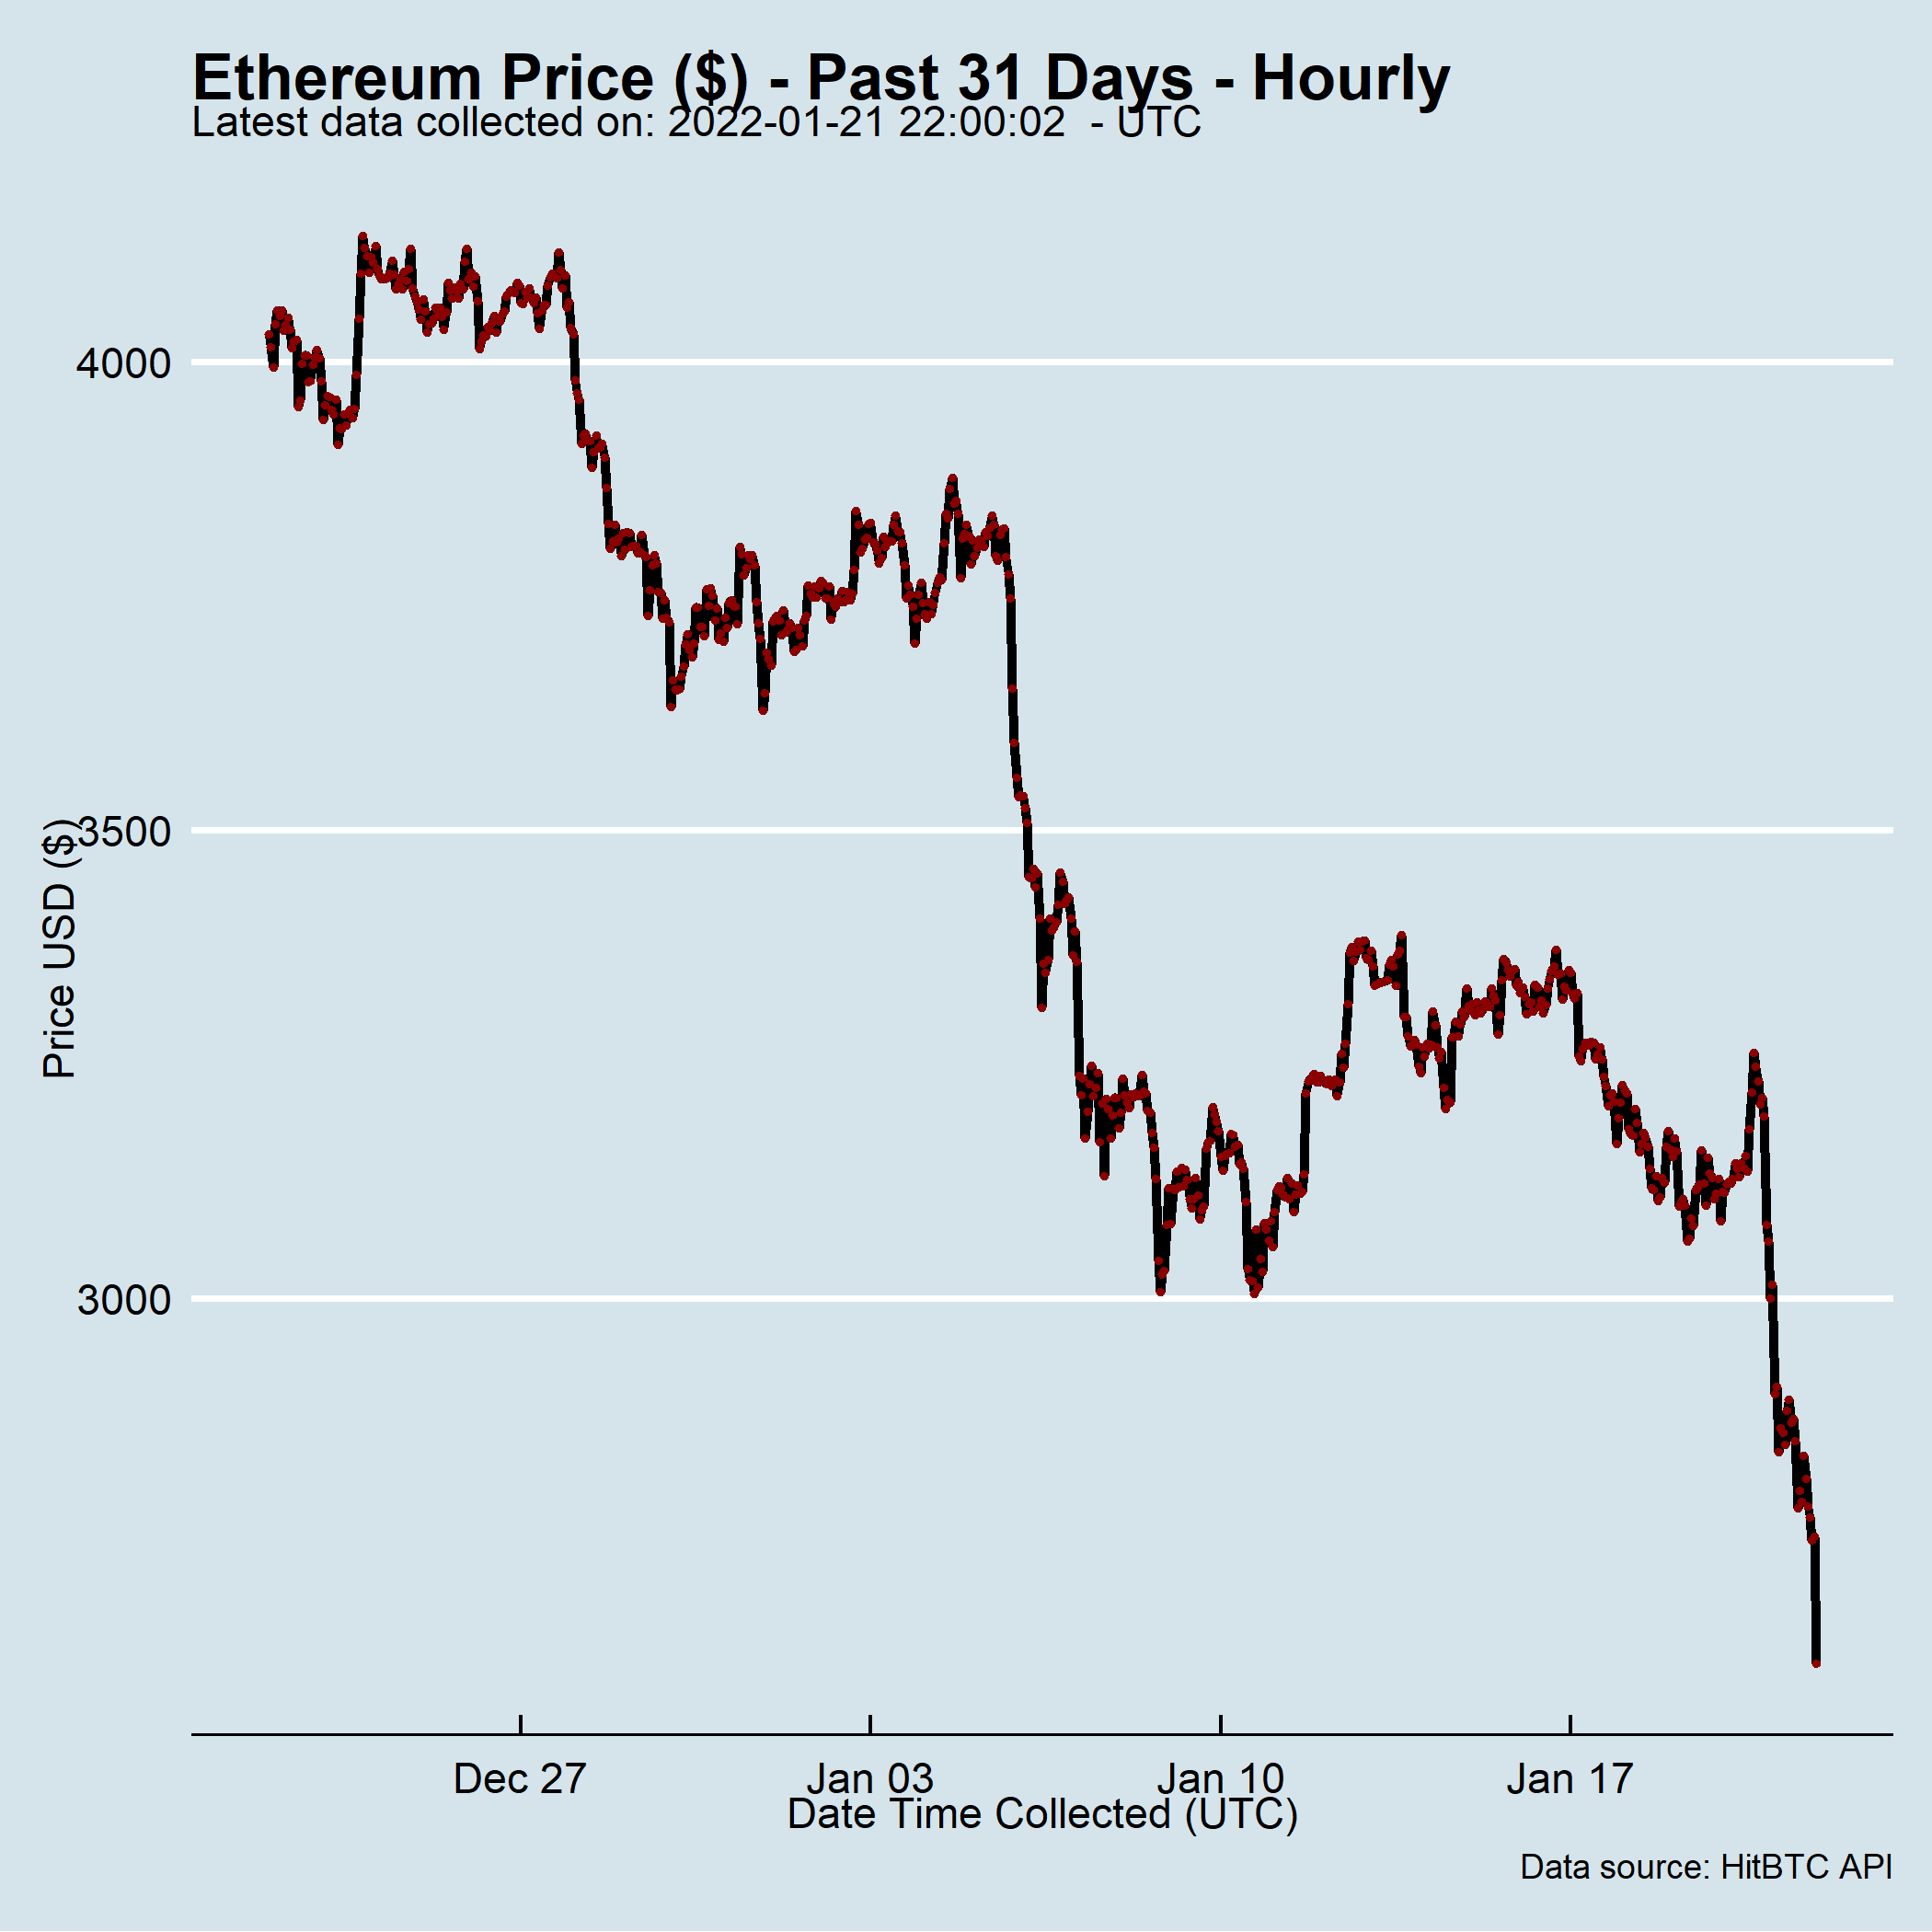 Ethereum Price ($) - Past 31 Days - Hourly
Latest data collected on: 2022-01-21 22:00:02  - UTC
4000
3500
3000
Price USD ($)
Dec 27
Jan 03
Jan 10
Jan 17
Date Time Collected (UTC)
Data source: HitBTC API